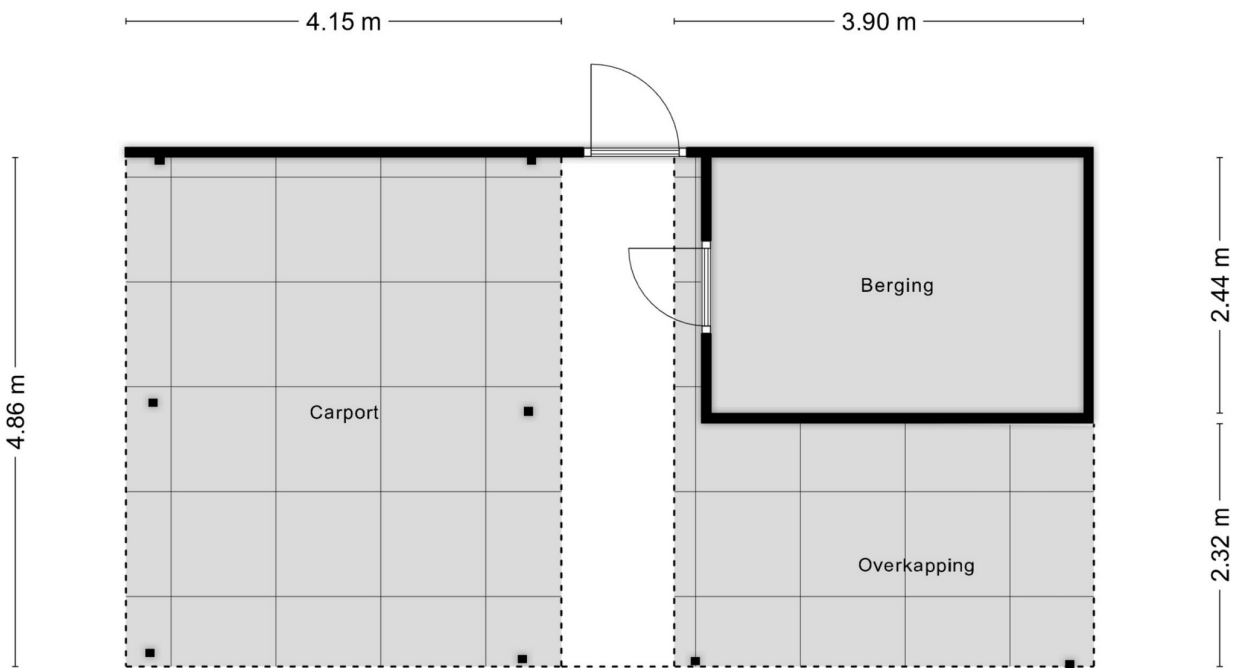 4.15 m
3.90 m
4.86 m
Carport
Berging
2.44 m
Overkapping
2.32 m